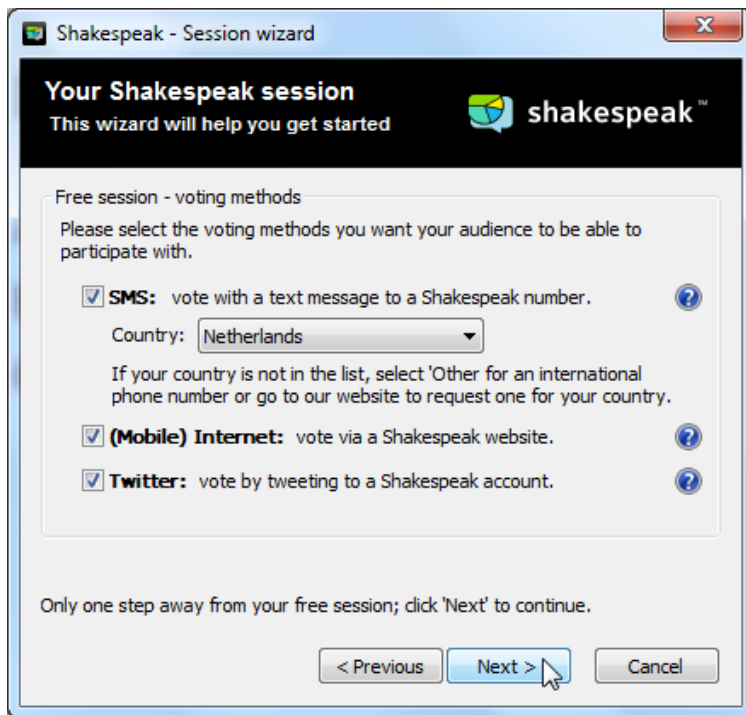 Shakespeak - Session wizard
Your Shakespeak session
This wizard will help you get started
shakespeak™
Free session - voting methods
Please select the voting methods you want your audience to be able to
participate with.
SMS: vote with a text message to a Shakespeak number.
Country: Netherlands
If your country is not in the list, select 'Other for an international
phone number or go to our website to request one for your country.
(Mobile) Internet: vote via a Shakespeak website.
Twitter: vote by tweeting to a Shakespeak account.
Only one step away from your free session; click 'Next' to continue.
< Previous Next > Cancel